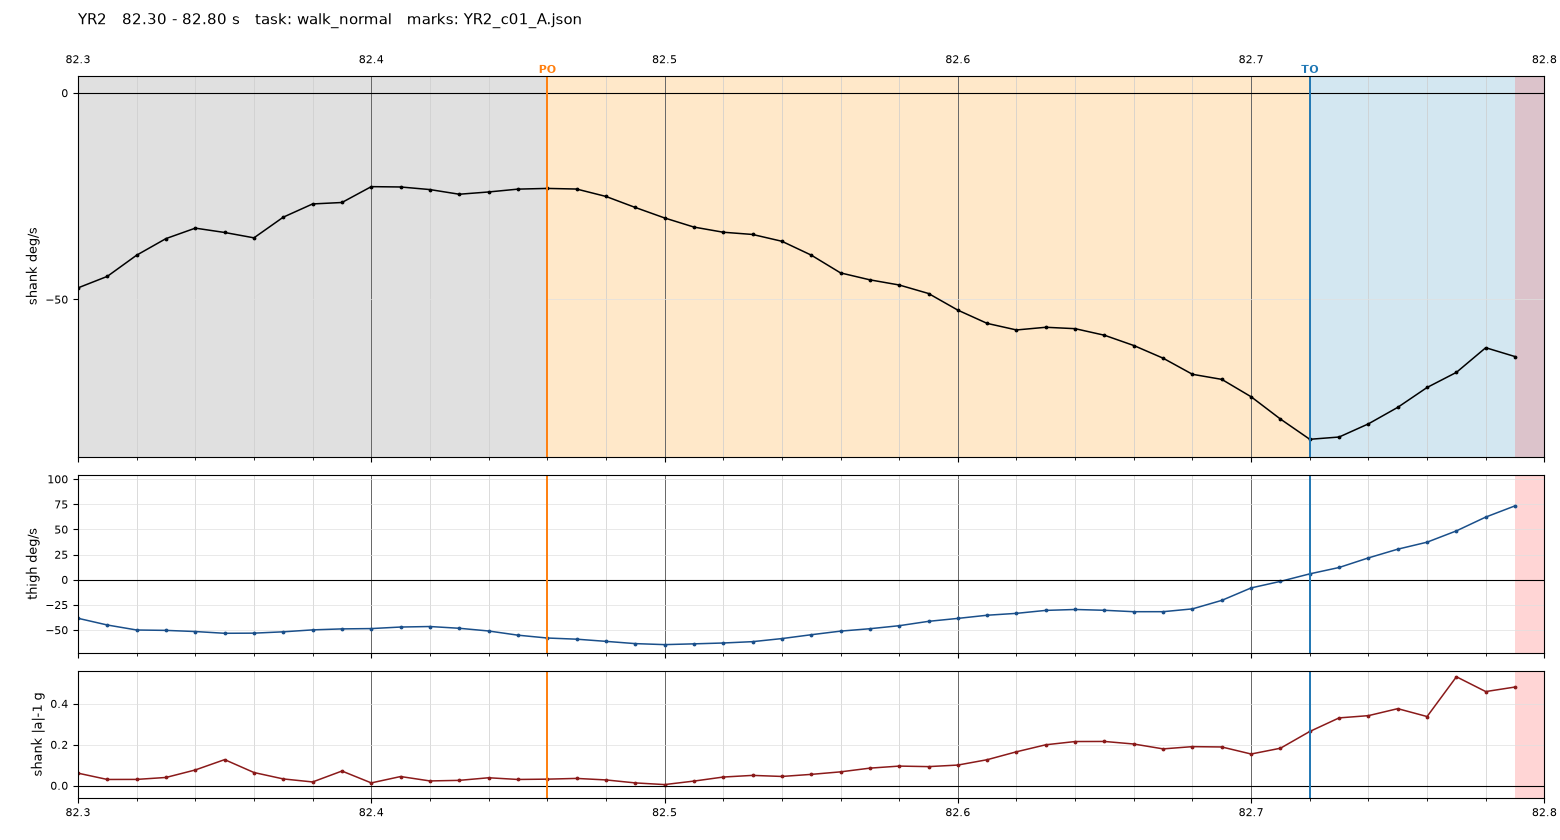 YR2   82.30 - 82.80 s   task: walk_normal   marks: YR2_c01_A.json
82.3 82.4 82.5 82.6 82.7 82.8
PO TO
0
−50
shank deg/s
100
75
50
25
0
−25
−50
thigh deg/s
0.4
0.2
0.0
shank |a|-1 g
82.3 82.4 82.5 82.6 82.7 82.8